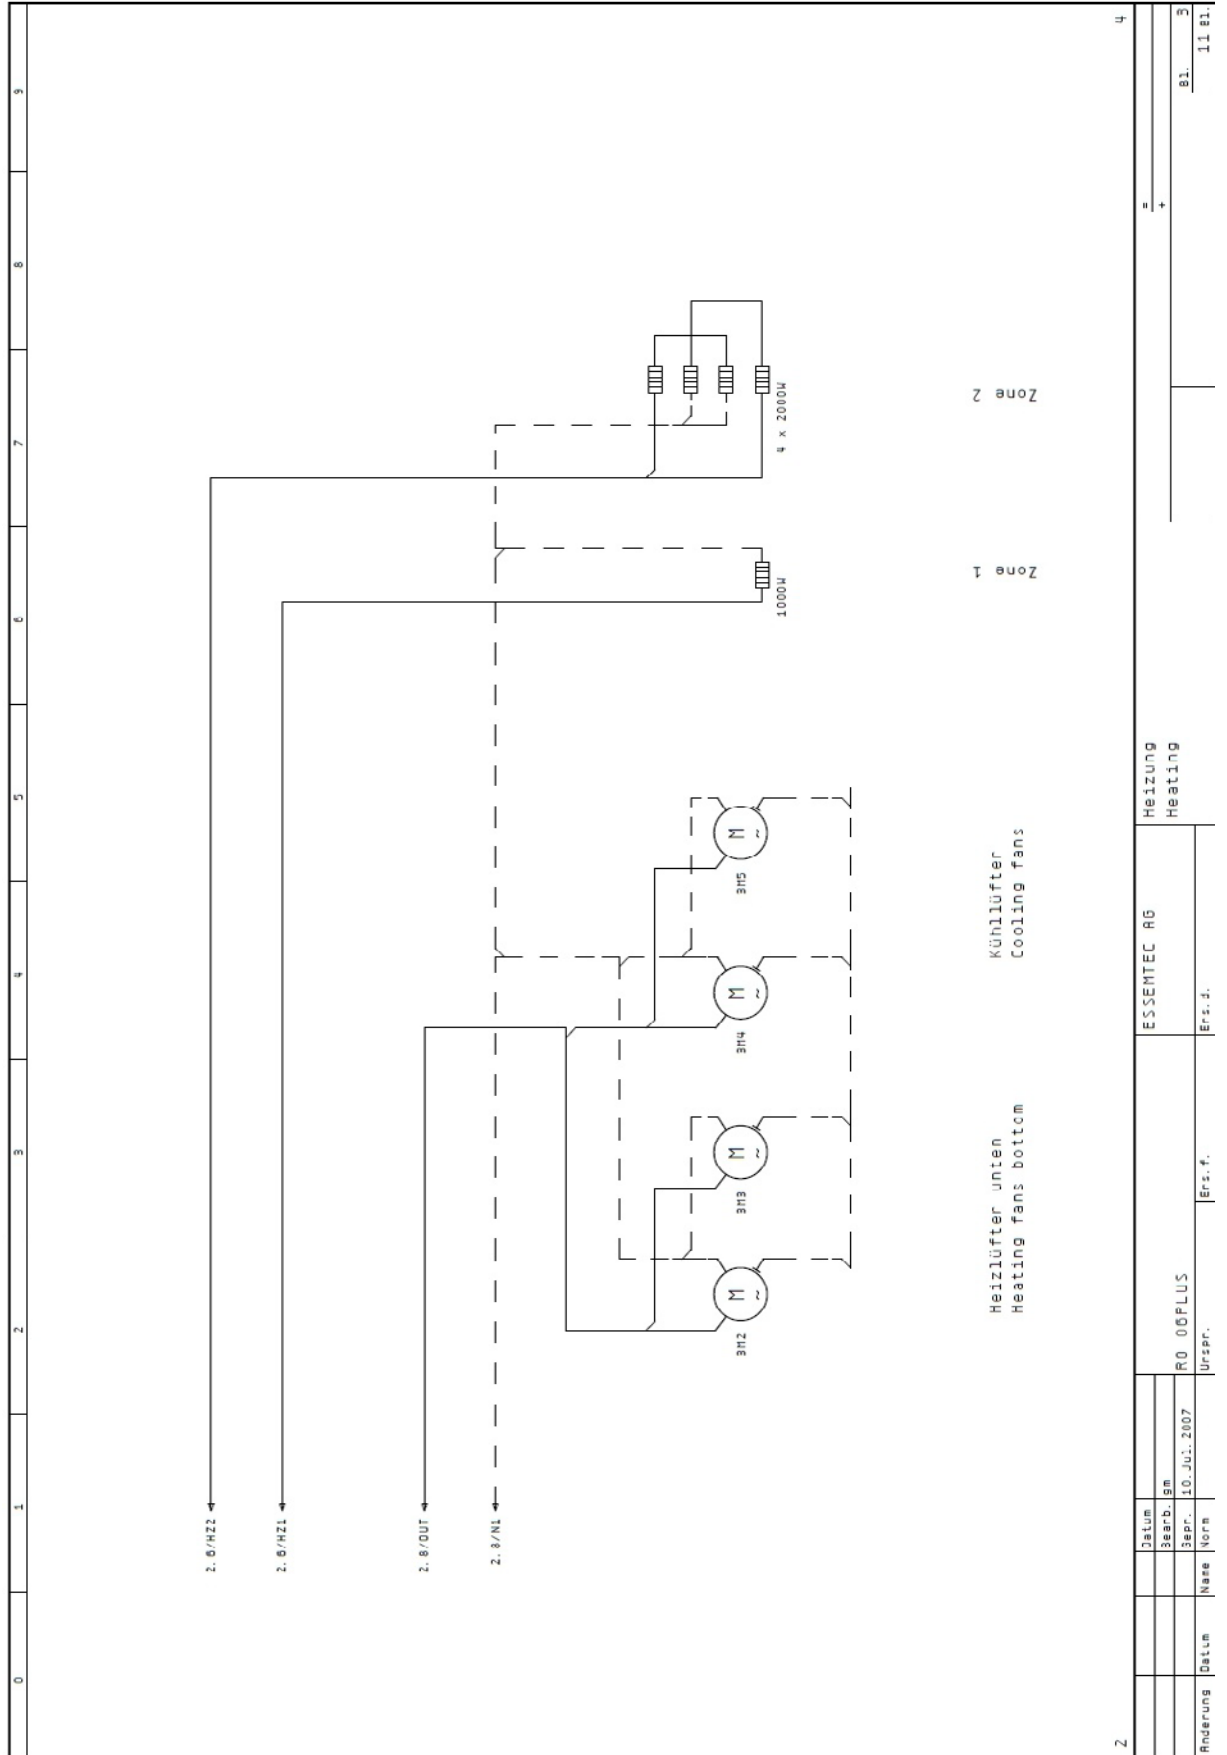 0 1 2 3 4 5 6 7 8 9
2.6/HZ2
2.6/HZ1
2.8/OUT
2.8/N1
3M2
3M3
3M4
3M5
M
~
M
~
M
~
M
~
1000W
4 x 2000W
Heizlüfter unten
Heating fans bottom
Kühllüfter
Cooling fans
Zone 1
Zone 2
2
4
Datum
Bearb. gm
Gepr. 10.Jul.2007
Änderung Datum Name Norm
RO 06PLUS
Urspr.
Ers.f.
Ers.d.
ESSEMTEC AG
Heizung
Heating
=
+
Bl. 3
11 Bl.